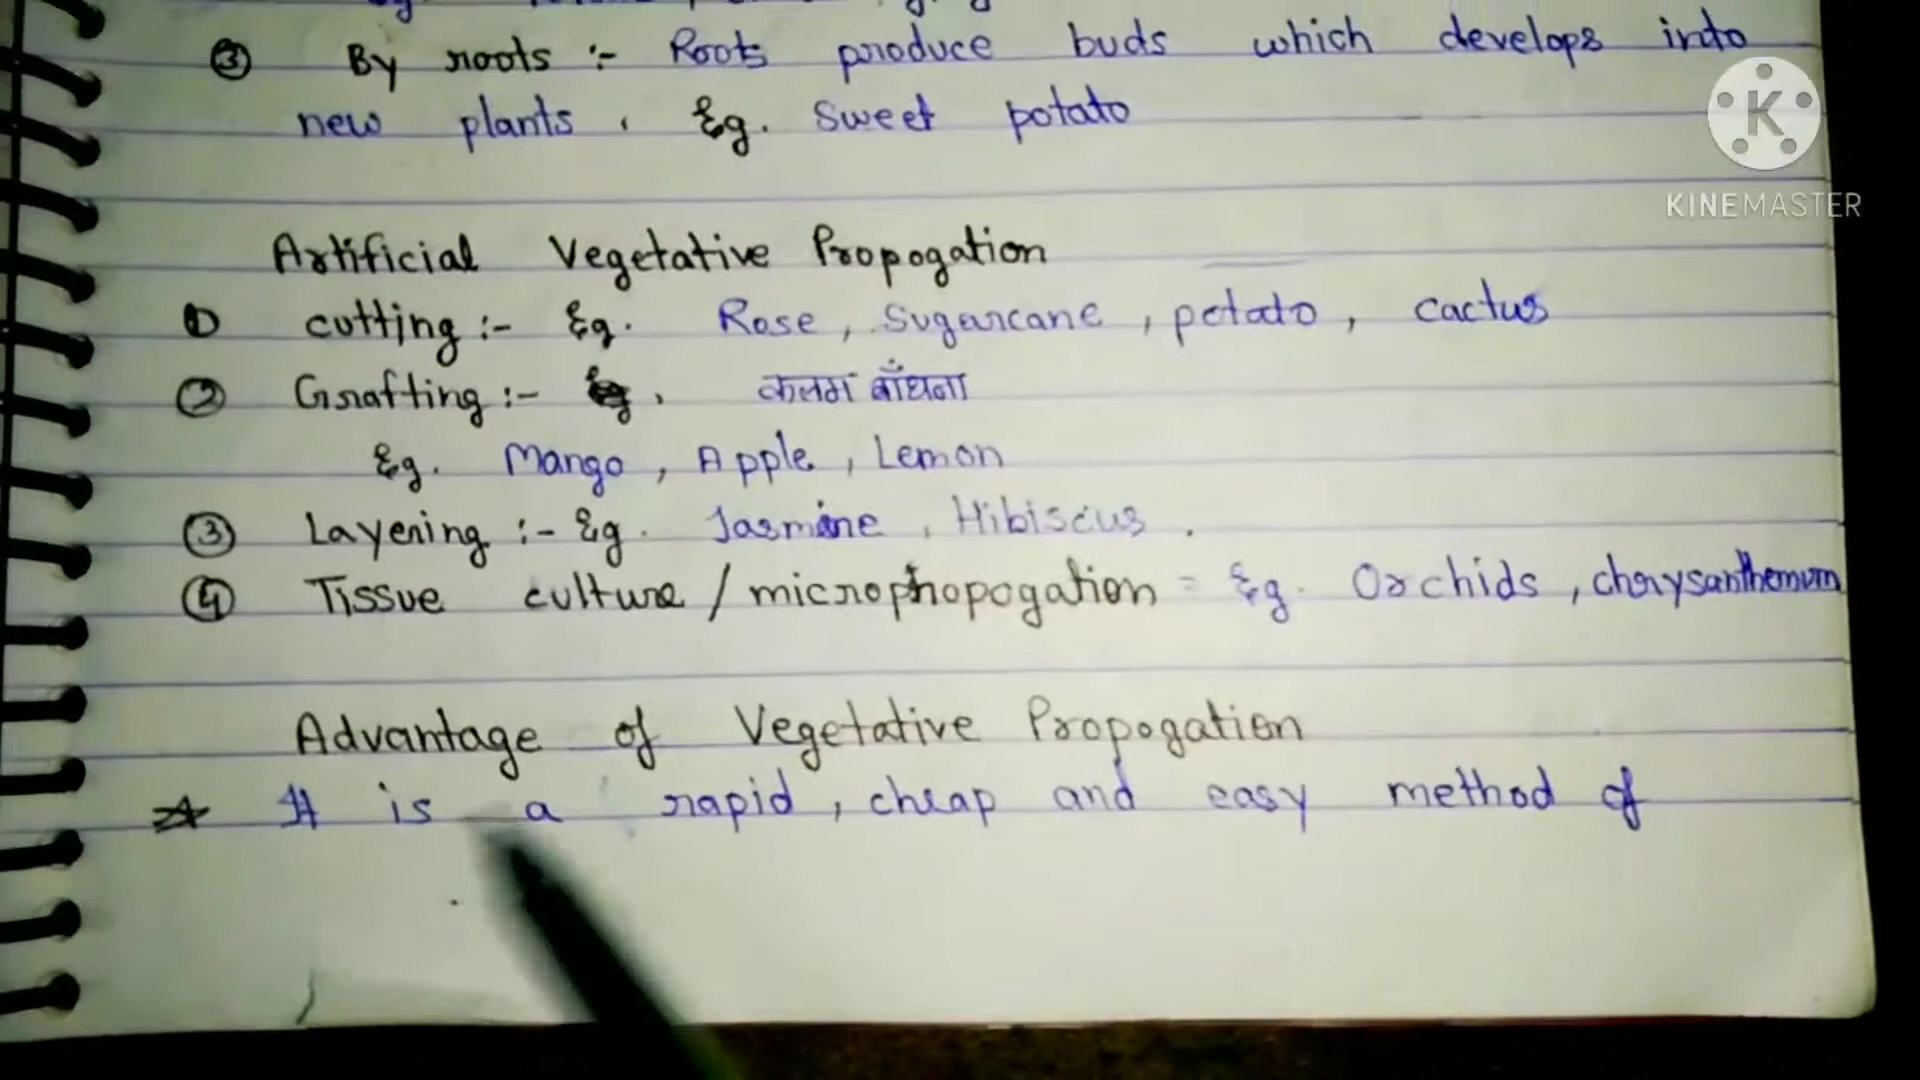 ③ By roots :- Roots produce buds which develops into
new plants. Eg. Sweet potato
K
KINEMASTER
Artificial Vegetative Propogation
① cutting :- Eg. Rose, Sugarcane, potato, cactus
② Grafting :- कलम बाँधना
Eg. Mango, Apple, Lemon
③ Layering :- Eg. Jasmine, Hibiscus.
④ Tissue culture / micropropogation = Eg. Orchids, chrysanthemum
Advantage of Vegetative Propogation
☆ It is a rapid, cheap and easy method of